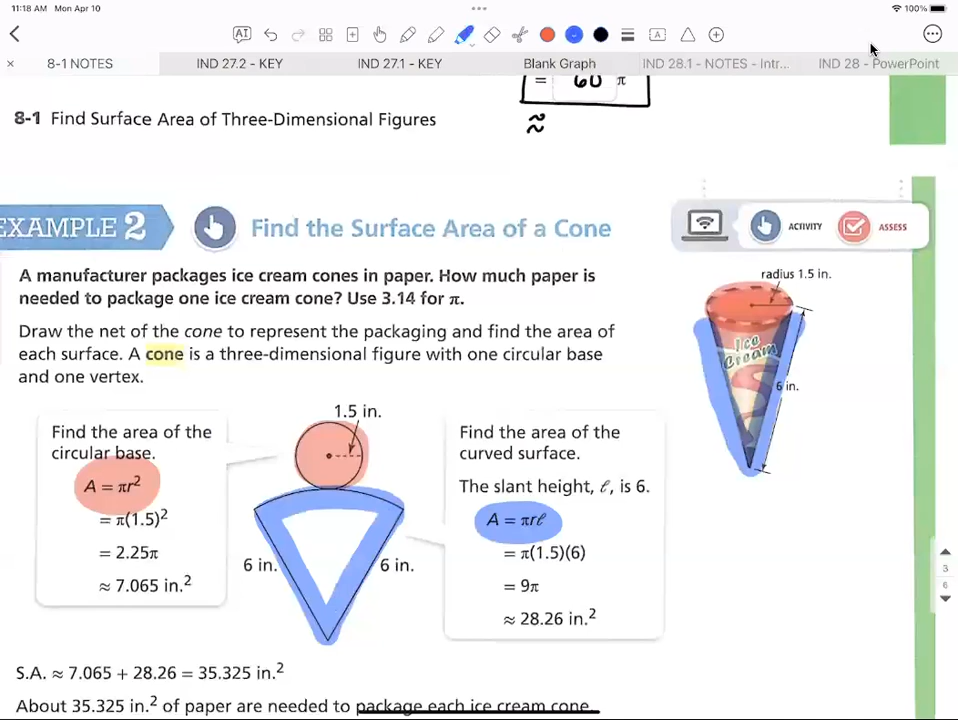 11:18 AM Mon Apr 10
100%
AI
A
8-1 NOTES
IND 27.2 - KEY
IND 27.1 - KEY
Blank Graph
IND 28.1 - NOTES - Intr...
IND 28 - PowerPoint
= 60 π
8-1 Find Surface Area of Three-Dimensional Figures
≈
EXAMPLE 2
Find the Surface Area of a Cone
ACTIVITY
ASSESS
A manufacturer packages ice cream cones in paper. How much paper is
needed to package one ice cream cone? Use 3.14 for π.
Draw the net of the cone to represent the packaging and find the area of
each surface. A cone is a three-dimensional figure with one circular base
and one vertex.
radius 1.5 in.
Ice
Cream
6 in.
Find the area of the
circular base.
A = πr²
= π(1.5)²
= 2.25π
≈ 7.065 in.²
1.5 in.
6 in.
6 in.
Find the area of the
curved surface.
The slant height, ℓ, is 6.
A = πrℓ
= π(1.5)(6)
= 9π
≈ 28.26 in.²
3
6
S.A. ≈ 7.065 + 28.26 = 35.325 in.²
About 35.325 in.² of paper are needed to package each ice cream cone.